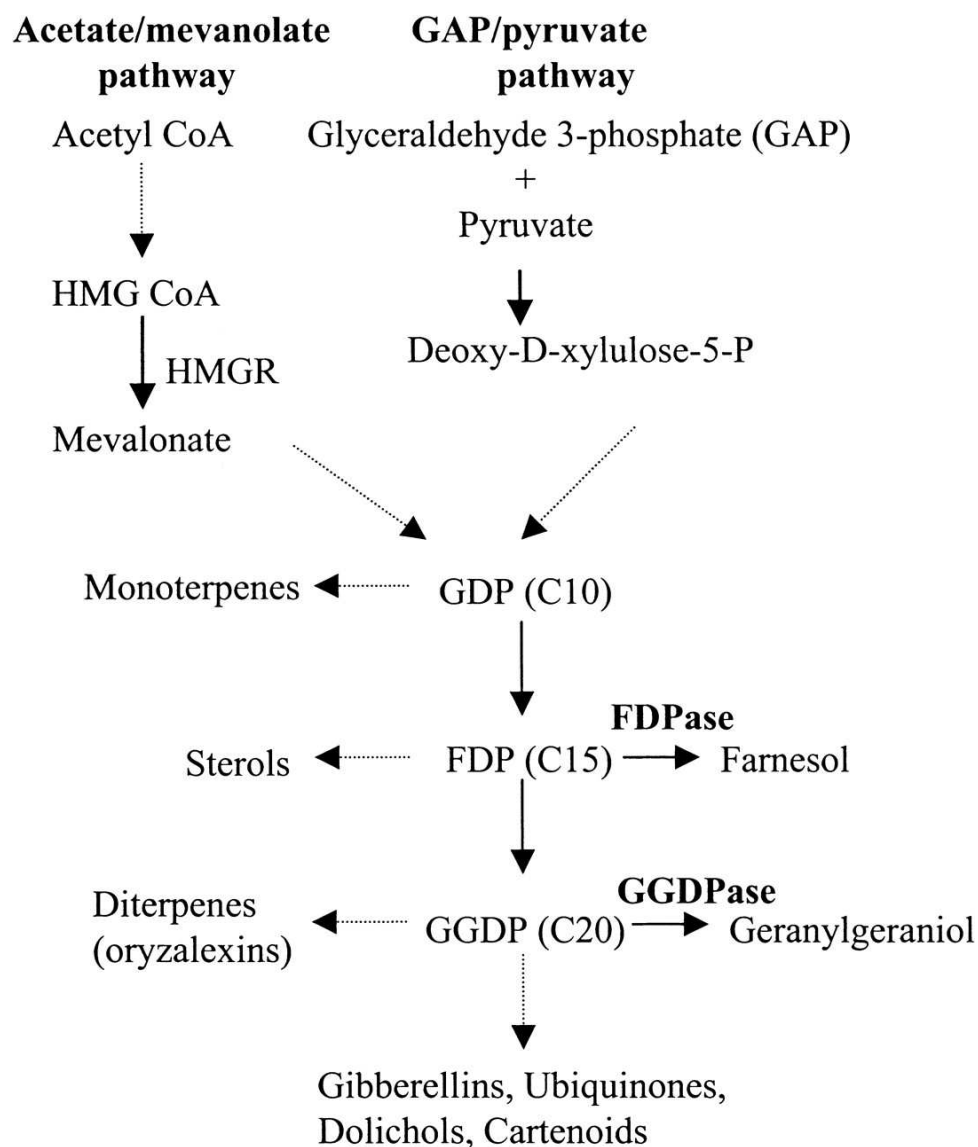 Acetate/mevanolate
pathway
GAP/pyruvate
pathway
Acetyl CoA
Glyceraldehyde 3-phosphate (GAP)
+
Pyruvate
HMG CoA
Deoxy-D-xylulose-5-P
HMGR
Mevalonate
Monoterpenes
GDP (C10)
FDPase
Sterols
FDP (C15)
Farnesol
GGDPase
Diterpenes
(oryzalexins)
GGDP (C20)
Geranylgeraniol
Gibberellins, Ubiquinones,
Dolichols, Cartenoids